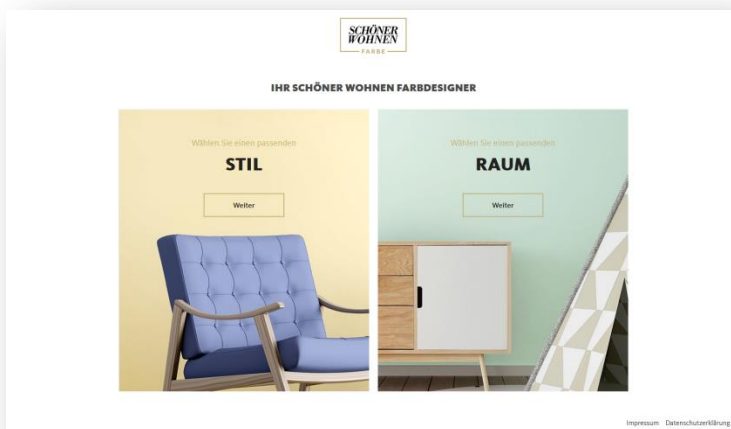 SCHÖNER
WOHNEN
FARBE
IHR SCHÖNER WOHNEN FARBDESIGNER
Wählen Sie einen passenden
STIL
Weiter
Wählen Sie einen passenden
RAUM
Weiter
Impressum Datenschutzerklärung